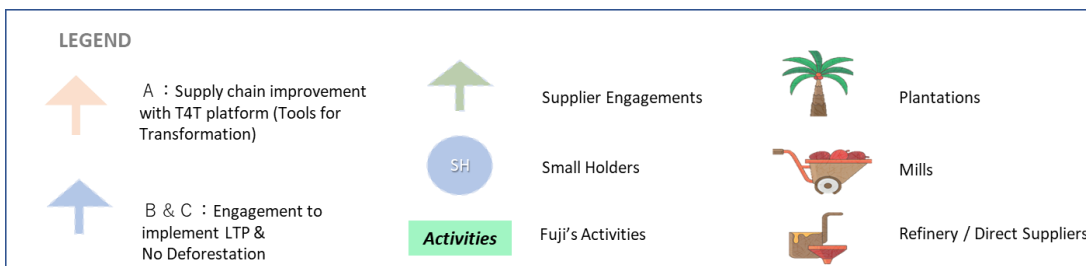 LEGEND
A ：Supply chain improvement
with T4T platform (Tools for
Transformation)
B & C ：Engagement to
implement LTP &
No Deforestation
Supplier Engagements
SH
Small Holders
Activities
Fuji’s Activities
Plantations
Mills
Refinery / Direct Suppliers